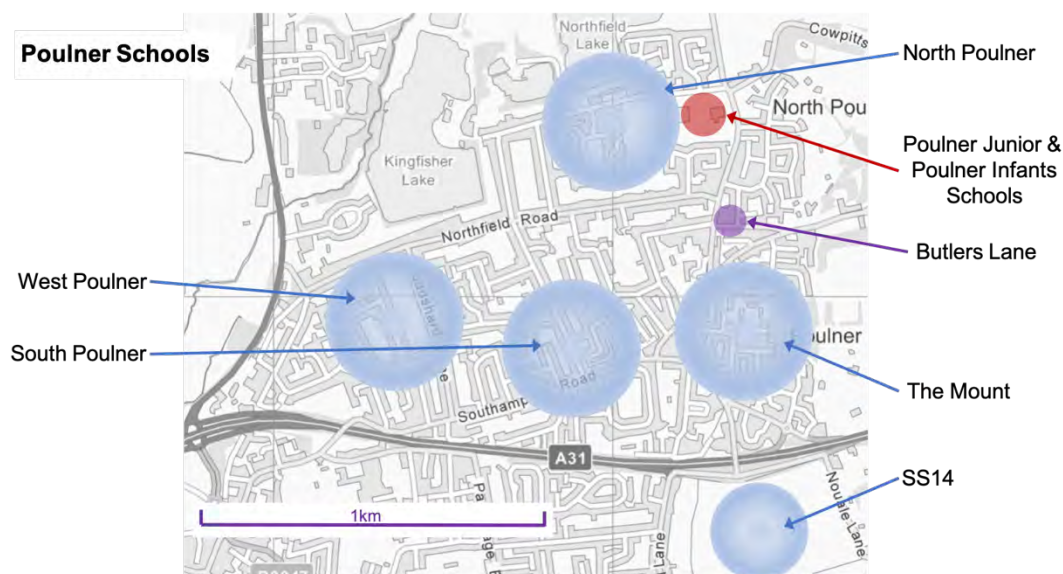 Poulner Schools
Northfield
Lake
Cowpitts
North Poulner
North Pou
Kingfisher
Lake
Poulner Junior &
Poulner Infants
Schools
Northfield Road
Butlers Lane
West Poulner
South Poulner
oulner
The Mount
Southamp
Road
A31
SS14
1km
Nouale Lane
Lane